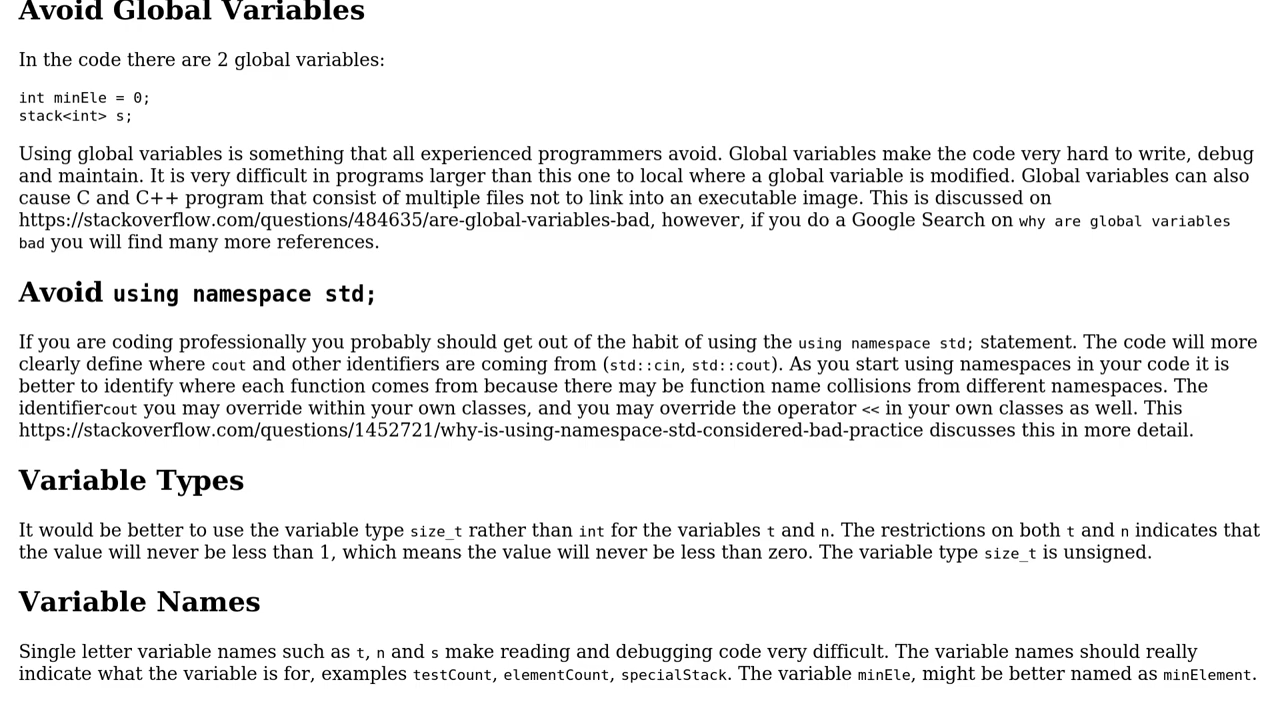 Avoid Global Variables
In the code there are 2 global variables:
int minEle = 0;
stack<int> s;
Using global variables is something that all experienced programmers avoid. Global variables make the code very hard to write, debug
and maintain. It is very difficult in programs larger than this one to local where a global variable is modified. Global variables can also
cause C and C++ program that consist of multiple files not to link into an executable image. This is discussed on
https://stackoverflow.com/questions/484635/are-global-variables-bad, however, if you do a Google Search on why are global variables
bad you will find many more references.
Avoid using namespace std;
If you are coding professionally you probably should get out of the habit of using the using namespace std; statement. The code will more
clearly define where cout and other identifiers are coming from (std::cin, std::cout). As you start using namespaces in your code it is
better to identify where each function comes from because there may be function name collisions from different namespaces. The
identifiercout you may override within your own classes, and you may override the operator << in your own classes as well. This
https://stackoverflow.com/questions/1452721/why-is-using-namespace-std-considered-bad-practice discusses this in more detail.
Variable Types
It would be better to use the variable type size_t rather than int for the variables t and n. The restrictions on both t and n indicates that
the value will never be less than 1, which means the value will never be less than zero. The variable type size_t is unsigned.
Variable Names
Single letter variable names such as t, n and s make reading and debugging code very difficult. The variable names should really
indicate what the variable is for, examples testCount, elementCount, specialStack. The variable minEle, might be better named as minElement.